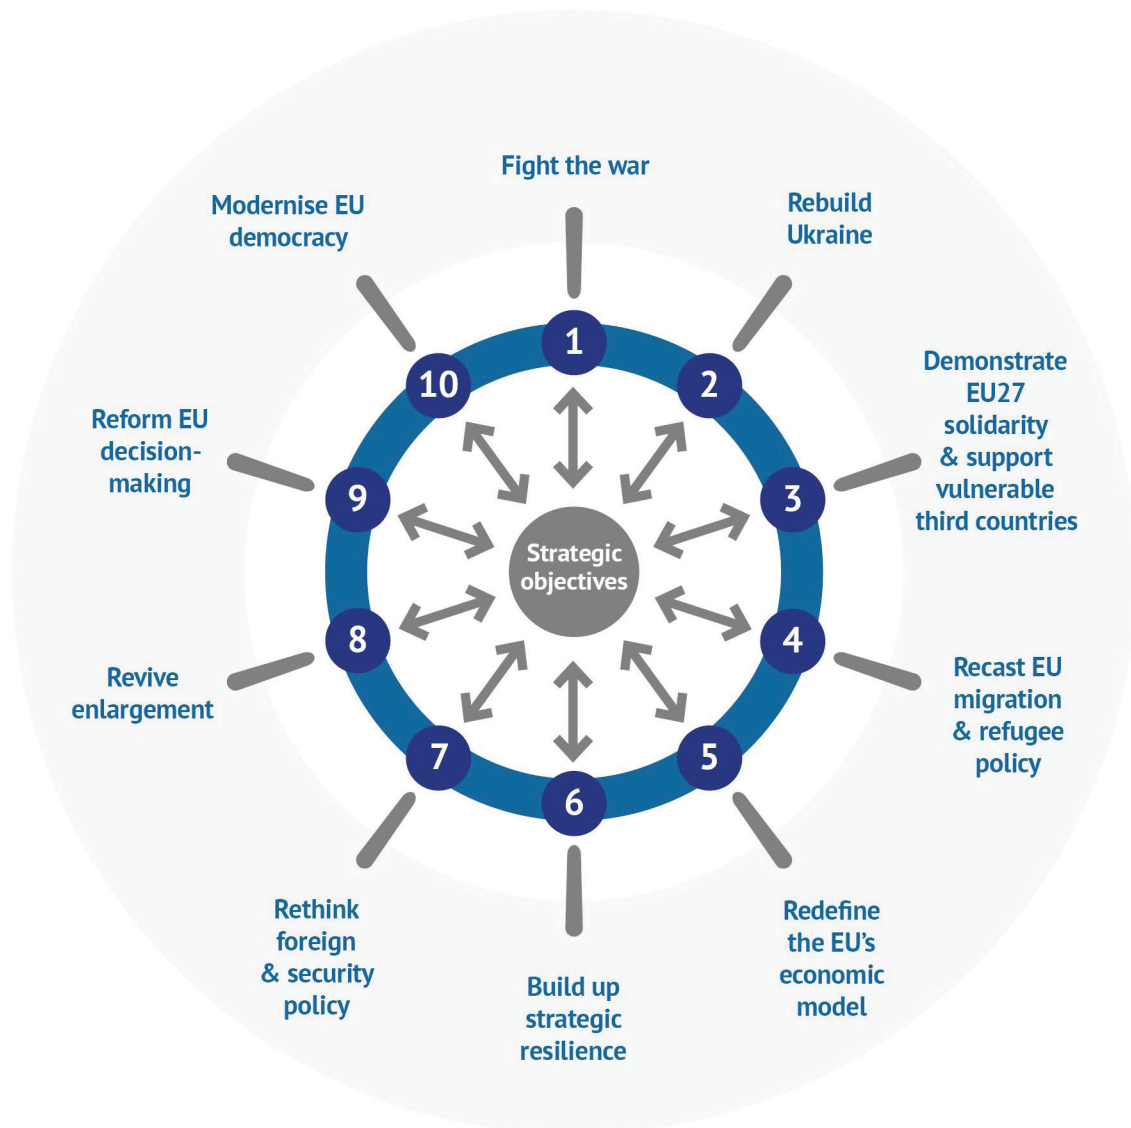 Fight the war
1
Rebuild
Ukraine
2
Demonstrate
EU27
solidarity
& support
vulnerable
third countries
3
Recast EU
migration
& refugee
policy
4
Redefine
the EU’s
economic
model
5
Build up
strategic
resilience
6
Rethink
foreign
& security
policy
7
Revive
enlargement
8
Reform EU
decision-
making
9
Modernise EU
democracy
10
Strategic
objectives